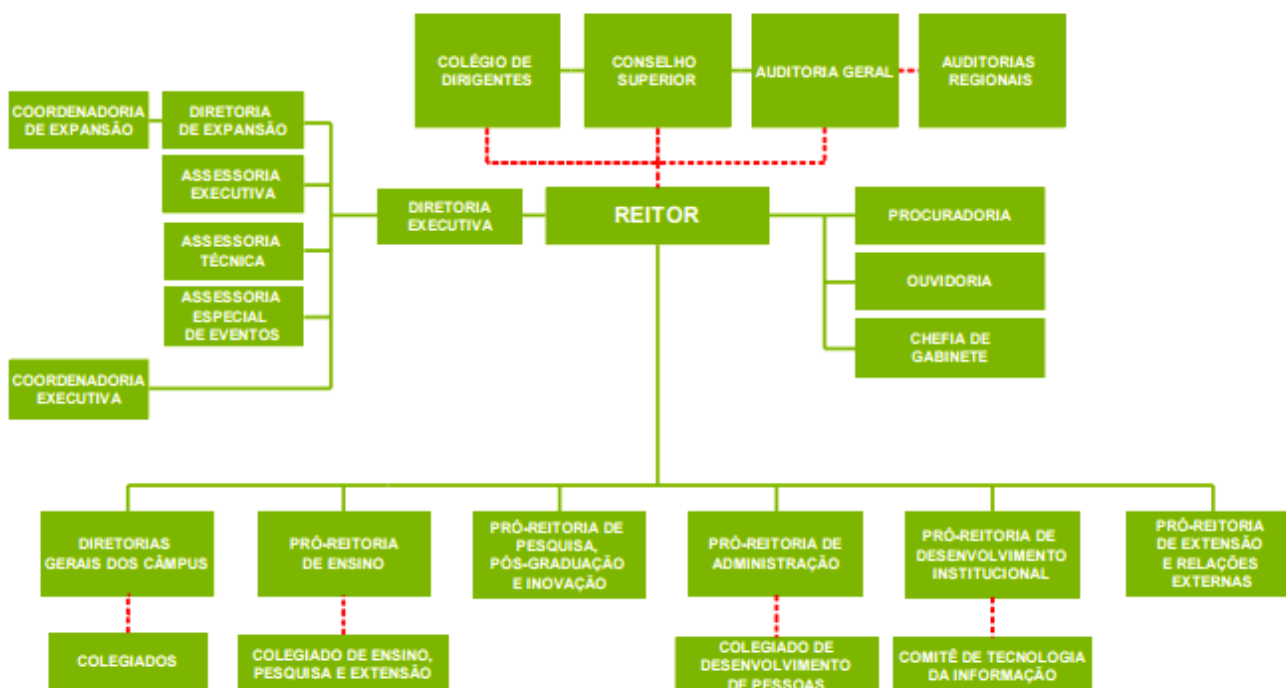 COLÉGIO DE
DIRIGENTES
CONSELHO
SUPERIOR
AUDITORIA GERAL
AUDITORIAS
REGIONAIS
COORDENADORIA
DE EXPANSÃO
DIRETORIA
DE EXPANSÃO
ASSESSORIA
EXECUTIVA
ASSESSORIA
TÉCNICA
ASSESSORIA
ESPECIAL
DE EVENTOS
COORDENADORIA
EXECUTIVA
DIRETORIA
EXECUTIVA
REITOR
PROCURADORIA
OUVIDORIA
CHEFIA DE
GABINETE
DIRETORIAS
GERAIS DOS CÂMPUS
PRÓ-REITORIA
DE ENSINO
PRÓ-REITORIA DE
PESQUISA,
PÓS-GRADUAÇÃO
E INOVAÇÃO
PRÓ-REITORIA DE
ADMINISTRAÇÃO
PRÓ-REITORIA DE
DESENVOLVIMENTO
INSTITUCIONAL
PRÓ-REITORIA
DE EXTENSÃO
E RELAÇÕES
EXTERNAS
COLEGIADOS
COLEGIADO DE ENSINO,
PESQUISA E EXTENSÃO
COLEGIADO DE
DESENVOLVIMENTO
DE PESSOAS
COMITÊ DE TECNOLOGIA
DA INFORMAÇÃO